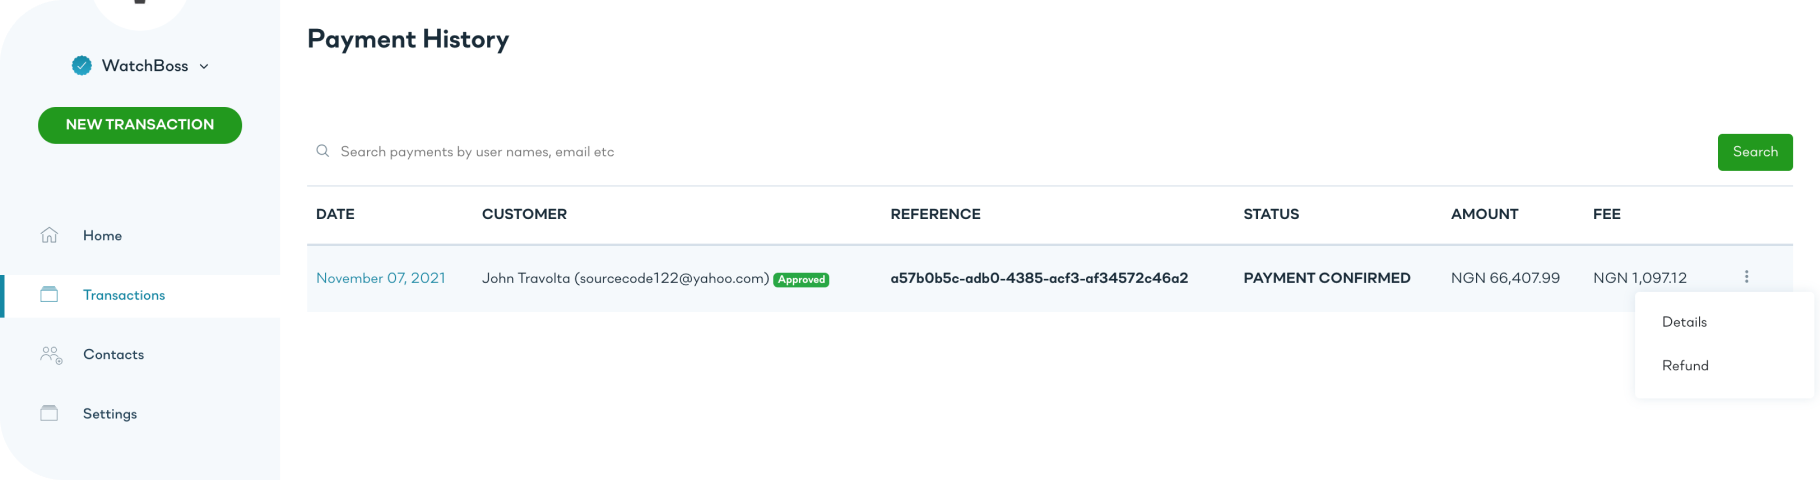 WatchBoss
NEW TRANSACTION
Home
Transactions
Contacts
Settings
Payment History
Search payments by user names, email etc
Search
DATE CUSTOMER REFERENCE STATUS AMOUNT FEE
November 07, 2021 John Travolta (sourcecode122@yahoo.com) Approved a57b0b5c-adb0-4385-acf3-af34572c46a2 PAYMENT CONFIRMED NGN 66,407.99 NGN 1,097.12
Details
Refund